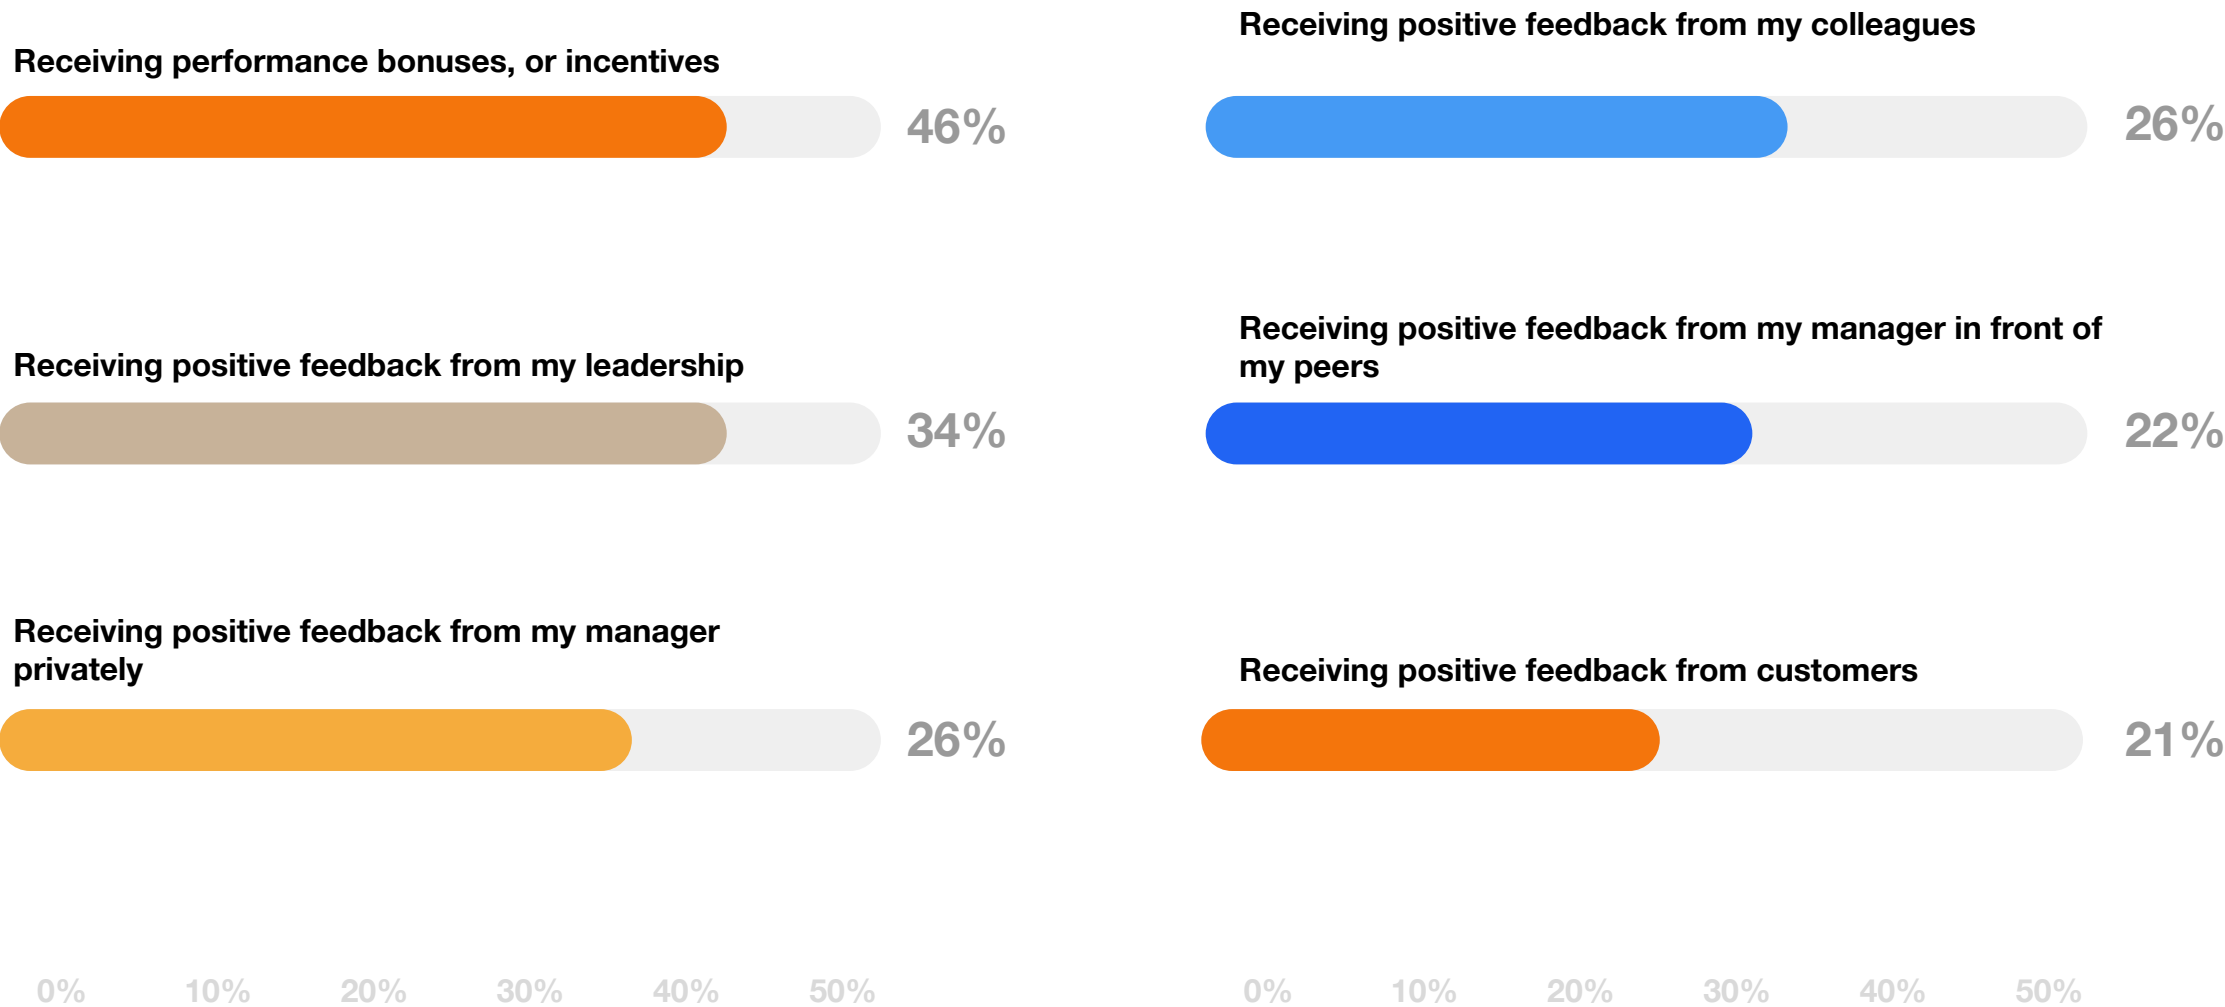 Receiving performance bonuses, or incentives
46%
Receiving positive feedback from my leadership
34%
Receiving positive feedback from my manager
privately
26%
0% 10% 20% 30% 40% 50%
Receiving positive feedback from my colleagues
26%
Receiving positive feedback from my manager in front of
my peers
22%
Receiving positive feedback from customers
21%
0% 10% 20% 30% 40% 50%